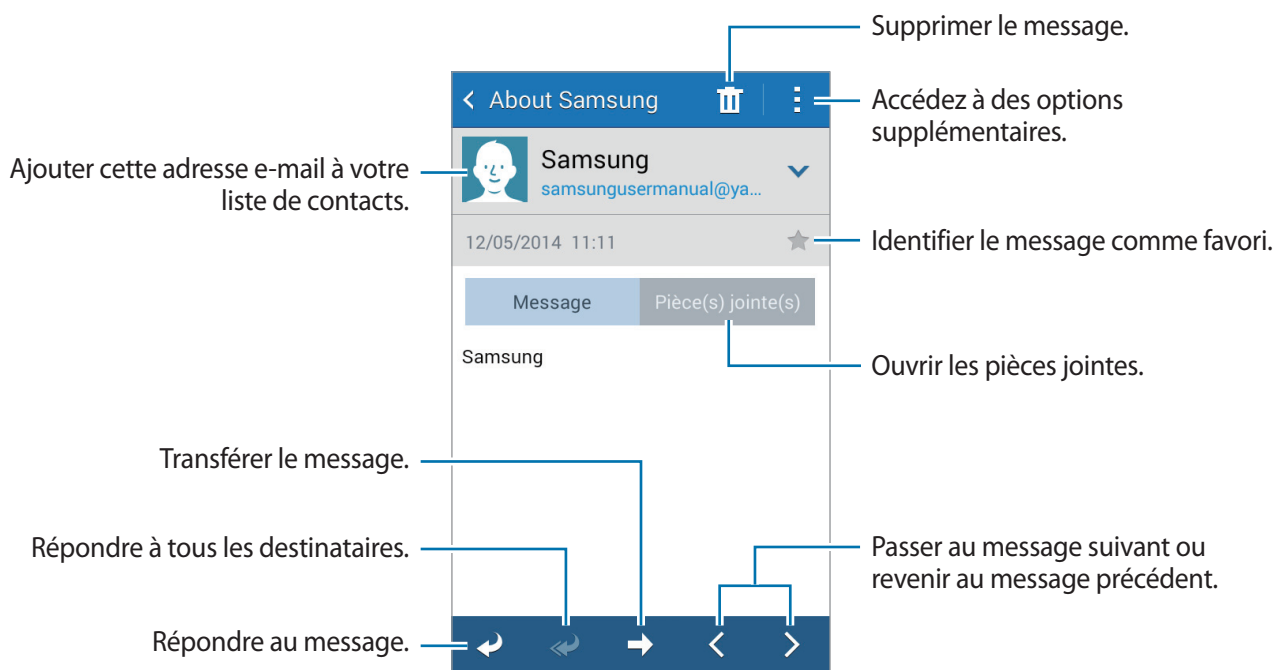 Supprimer le message.
About Samsung
Accédez à des options
supplémentaires.
Ajouter cette adresse e-mail à votre
liste de contacts.
Samsung
samsungusermanual@ya...
12/05/2014 11:11
Identifier le message comme favori.
Message
Pièce(s) jointe(s)
Samsung
Ouvrir les pièces jointes.
Transférer le message.
Répondre à tous les destinataires.
Passer au message suivant ou
revenir au message précédent.
Répondre au message.